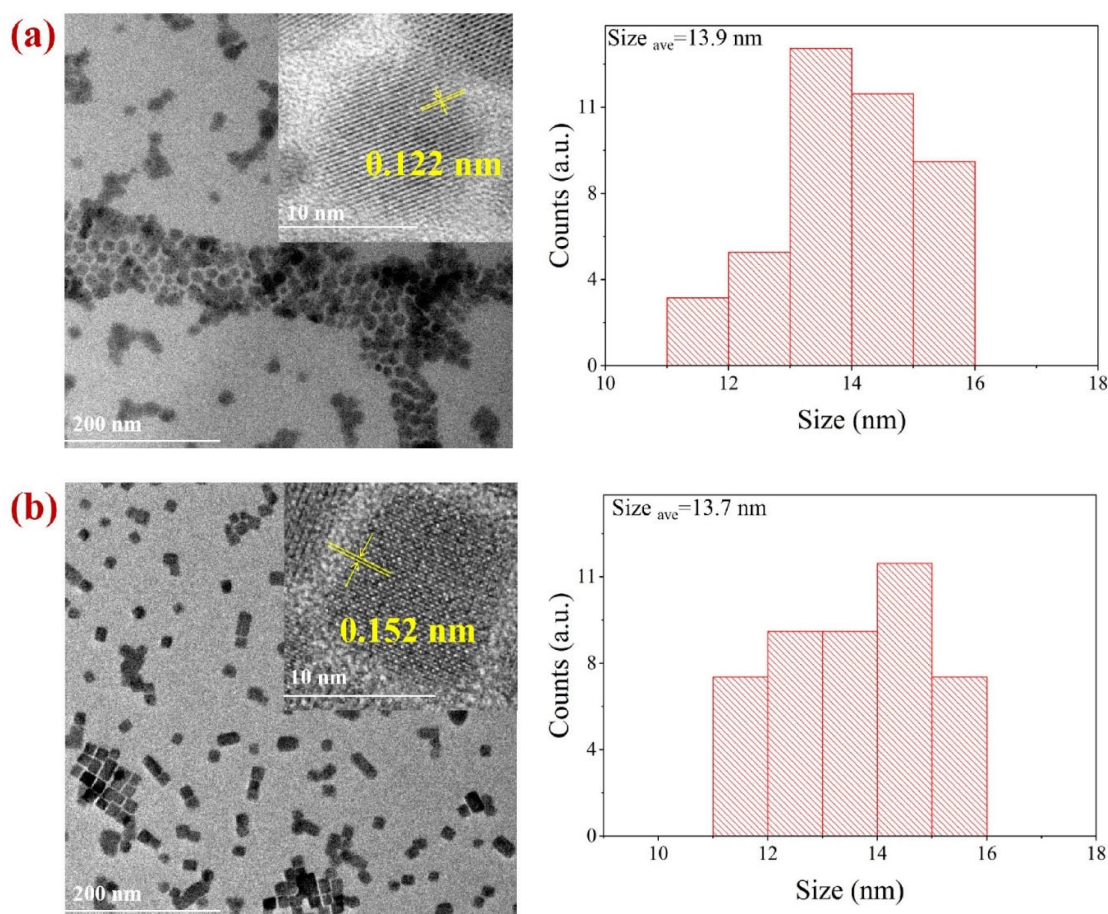 (a)
0.122 nm
10 nm
200 nm
Size ave=13.9 nm
Counts (a.u.)
11
8
4
0
10 12 14 16 18
Size (nm)
(b)
0.152 nm
10 nm
200 nm
Size ave=13.7 nm
Counts (a.u.)
11
8
4
0
10 12 14 16 18
Size (nm)